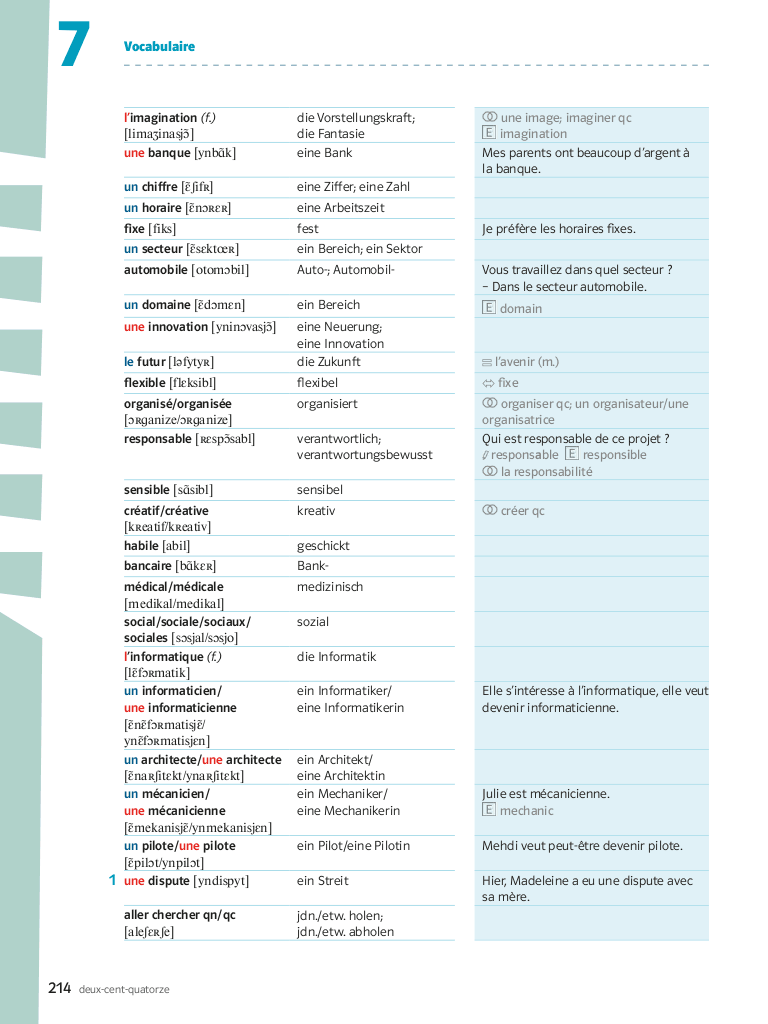 7 Vocabulaire
l'imagination (f.) die Vorstellungskraft; une image; imaginer qc
[limaʒinasjɔ̃] die Fantasie E imagination
une banque [ynbɑ̃k] eine Bank Mes parents ont beaucoup d'argent à
la banque.
un chiffre [ɛ̃ʃifʀ] eine Ziffer; eine Zahl
un horaire [ɛ̃nɔʀɛʀ] eine Arbeitszeit
fixe [fiks] fest Je préfère les horaires fixes.
un secteur [ɛ̃sɛktœʀ] ein Bereich; ein Sektor
automobile [otomɔbil] Auto-; Automobil- Vous travaillez dans quel secteur ?
– Dans le secteur automobile.
un domaine [ɛ̃dɔmɛn] ein Bereich E domain
une innovation [yninɔvasjɔ̃] eine Neuerung;
eine Innovation
le futur [ləfytyʀ] die Zukunft = l'avenir (m.)
flexible [flɛksibl] flexibel ⇔ fixe
organisé/organisée organisiert organiser qc; un organisateur/une
[ɔʀganize/ɔʀganize] organisatrice
responsable [ʀɛspɔ̃sabl] verantwortlich; Qui est responsable de ce projet ?
verantwortungsbewusst responsable E responsible
la responsabilité
sensible [sɑ̃sibl] sensibel
créatif/créative kreativ créer qc
[kʀeatif/kʀeativ]
habile [abil] geschickt
bancaire [bɑ̃kɛʀ] Bank-
médical/médicale medizinisch
[medikal/medikal]
social/sociale/sociaux/ sozial
sociales [sɔsjal/sɔsjo]
l'informatique (f.) die Informatik
[lɛ̃fɔʀmatik]
un informaticien/ ein Informatiker/ Elle s'intéresse à l'informatique, elle veut
une informaticienne eine Informatikerin devenir informaticienne.
[ɛ̃nɛ̃fɔʀmatisjɛ̃/
ynɛ̃fɔʀmatisjɛn]
un architecte/une architecte ein Architekt/
[ɛ̃naʀʃitɛkt/ynaʀʃitɛkt] eine Architektin
un mécanicien/ ein Mechaniker/ Julie est mécanicienne.
une mécanicienne eine Mechanikerin E mechanic
[ɛ̃mekanisjɛ̃/ynmekanisjɛn]
un pilote/une pilote ein Pilot/eine Pilotin Mehdi veut peut-être devenir pilote.
[ɛ̃pilɔt/ynpilɔt]
1 une dispute [yndispyt] ein Streit Hier, Madeleine a eu une dispute avec
sa mère.
aller chercher qn/qc jdn./etw. holen;
[aleʃɛʀʃe] jdn./etw. abholen
214 deux-cent-quatorze